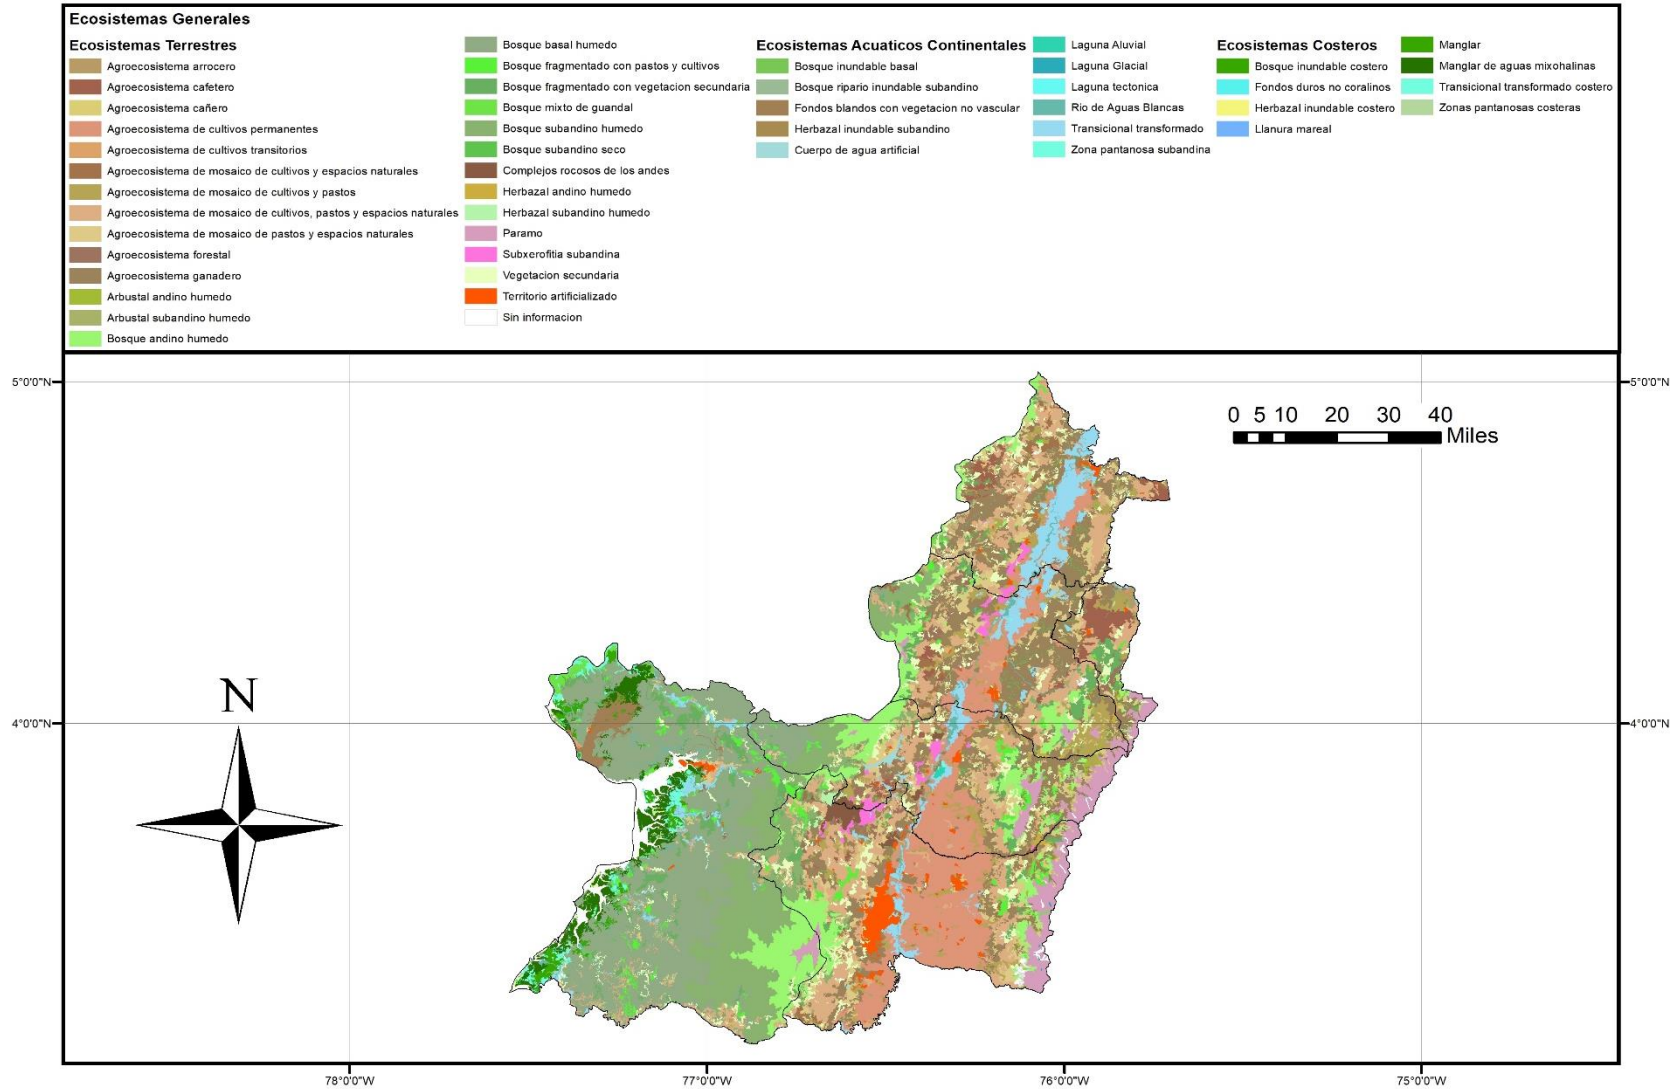 Ecosistemas Generales
Ecosistemas Terrestres
Agroecosistema arrocero
Agroecosistema cafetero
Agroecosistema cañero
Agroecosistema de cultivos permanentes
Agroecosistema de cultivos transitorios
Agroecosistema de mosaico de cultivos y espacios naturales
Agroecosistema de mosaico de cultivos y pastos
Agroecosistema de mosaico de cultivos, pastos y espacios naturales
Agroecosistema de mosaico de pastos y espacios naturales
Agroecosistema forestal
Agroecosistema ganadero
Arbustal andino humedo
Arbustal subandino humedo
Bosque andino humedo
Bosque basal humedo
Bosque fragmentado con pastos y cultivos
Bosque fragmentado con vegetacion secundaria
Bosque mixto de guandal
Bosque subandino humedo
Bosque subandino seco
Complejos rocosos de los andes
Herbazal andino humedo
Herbazal subandino humedo
Paramo
Subxerofitia subandina
Vegetacion secundaria
Territorio artificializado
Sin informacion
Ecosistemas Acuaticos Continentales
Bosque inundable basal
Bosque ripario inundable subandino
Fondos blandos con vegetacion no vascular
Herbazal inundable subandino
Cuerpo de agua artificial
Laguna Aluvial
Laguna Glacial
Laguna tectonica
Rio de Aguas Blancas
Transicional transformado
Zona pantanosa subandina
Ecosistemas Costeros
Bosque inundable costero
Fondos duros no coralinos
Herbazal inundable costero
Llanura mareal
Manglar
Manglar de aguas mixohalinas
Transicional transformado costero
Zonas pantanosas costeras
5°0'0"N
5°0'0"N
0 5 10 20 30 40
Miles
N
4°0'0"N
4°0'0"N
78°0'0"W
77°0'0"W
76°0'0"W
75°0'0"W